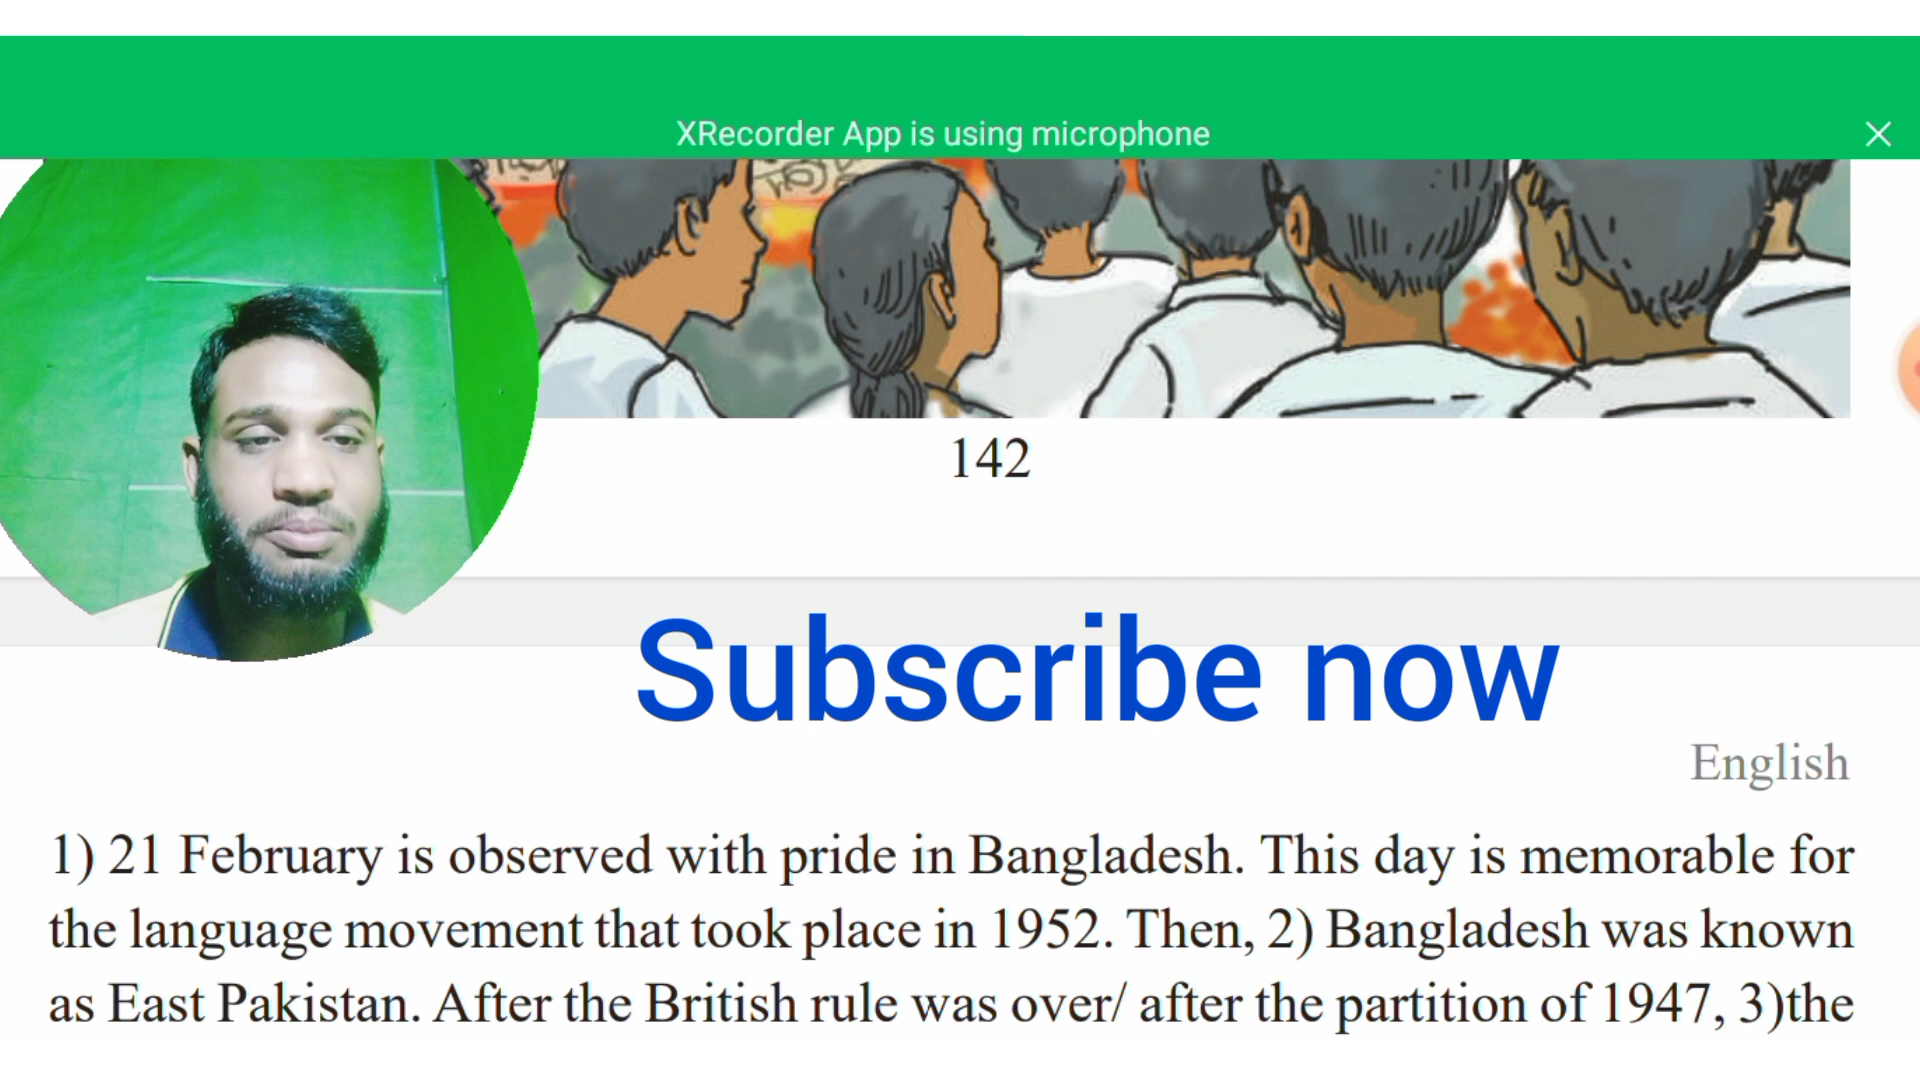 XRecorder App is using microphone
142
Subscribe now
English
1) 21 February is observed with pride in Bangladesh. This day is memorable for
the language movement that took place in 1952. Then, 2) Bangladesh was known
as East Pakistan. After the British rule was over/ after the partition of 1947, 3)the